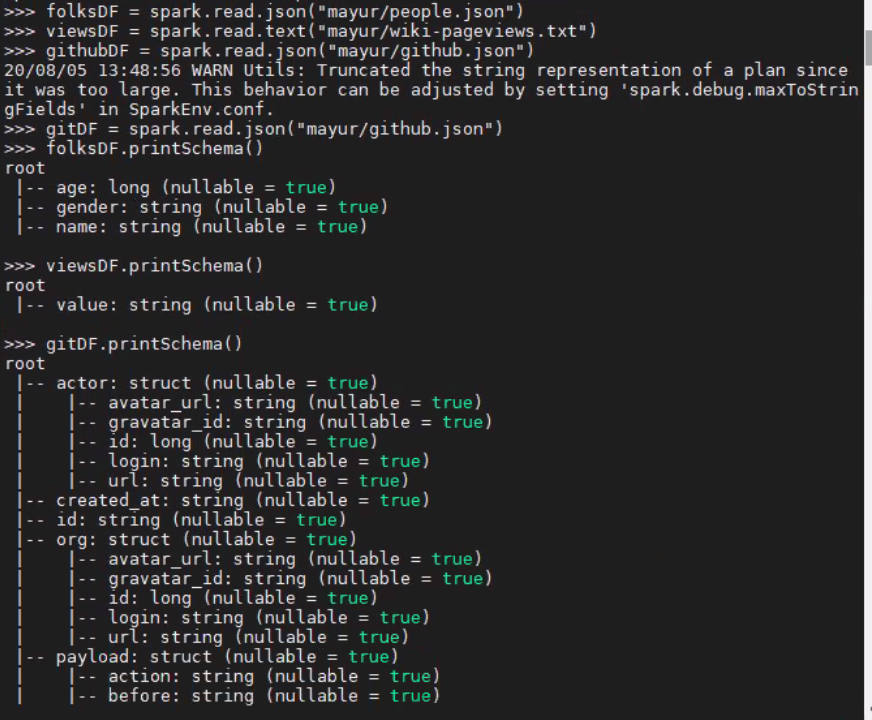 >>> folksDF = spark.read.json("mayur/people.json")
>>> viewsDF = spark.read.text("mayur/wiki-pageviews.txt")
>>> githubDF = spark.read.json("mayur/github.json")
20/08/05 13:48:56 WARN Utils: Truncated the string representation of a plan since
it was too large. This behavior can be adjusted by setting 'spark.debug.maxToStrin
gFields' in SparkEnv.conf.
>>> gitDF = spark.read.json("mayur/github.json")
>>> folksDF.printSchema()
root
 |-- age: long (nullable = true)
 |-- gender: string (nullable = true)
 |-- name: string (nullable = true)

>>> viewsDF.printSchema()
root
 |-- value: string (nullable = true)

>>> gitDF.printSchema()
root
 |-- actor: struct (nullable = true)
 |    |-- avatar_url: string (nullable = true)
 |    |-- gravatar_id: string (nullable = true)
 |    |-- id: long (nullable = true)
 |    |-- login: string (nullable = true)
 |    |-- url: string (nullable = true)
 |-- created_at: string (nullable = true)
 |-- id: string (nullable = true)
 |-- org: struct (nullable = true)
 |    |-- avatar_url: string (nullable = true)
 |    |-- gravatar_id: string (nullable = true)
 |    |-- id: long (nullable = true)
 |    |-- login: string (nullable = true)
 |    |-- url: string (nullable = true)
 |-- payload: struct (nullable = true)
 |    |-- action: string (nullable = true)
 |    |-- before: string (nullable = true)